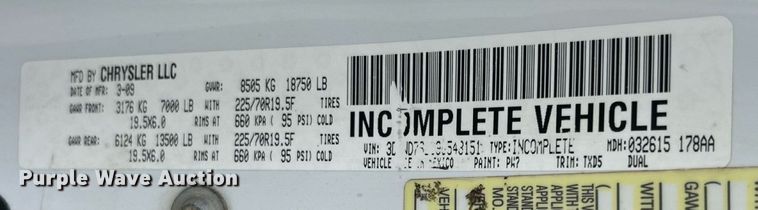 MFD BY CHRYSLER LLC
DATE OF MFR: 3-09 GVWR: 8505 KG 18750 LB
GAWR FRONT: 3176 KG 7000 LB WITH 225/70R19.5F TIRES
19.5X6.0 RIMS AT 660 KPA ( 95 PSI) COLD
GAWR REAR: 6124 KG 13500 LB WITH 225/70R19.5F TIRES
19.5X6.0 RIMS AT 660 KPA ( 95 PSI) COLD
INCOMPLETE VEHICLE
VIN: TYPE:INCOMPLETE MDH:032615 178AA
VEHICLE PAINT: PW7 TRIM: TXD5 DUAL
Purple Wave Auction